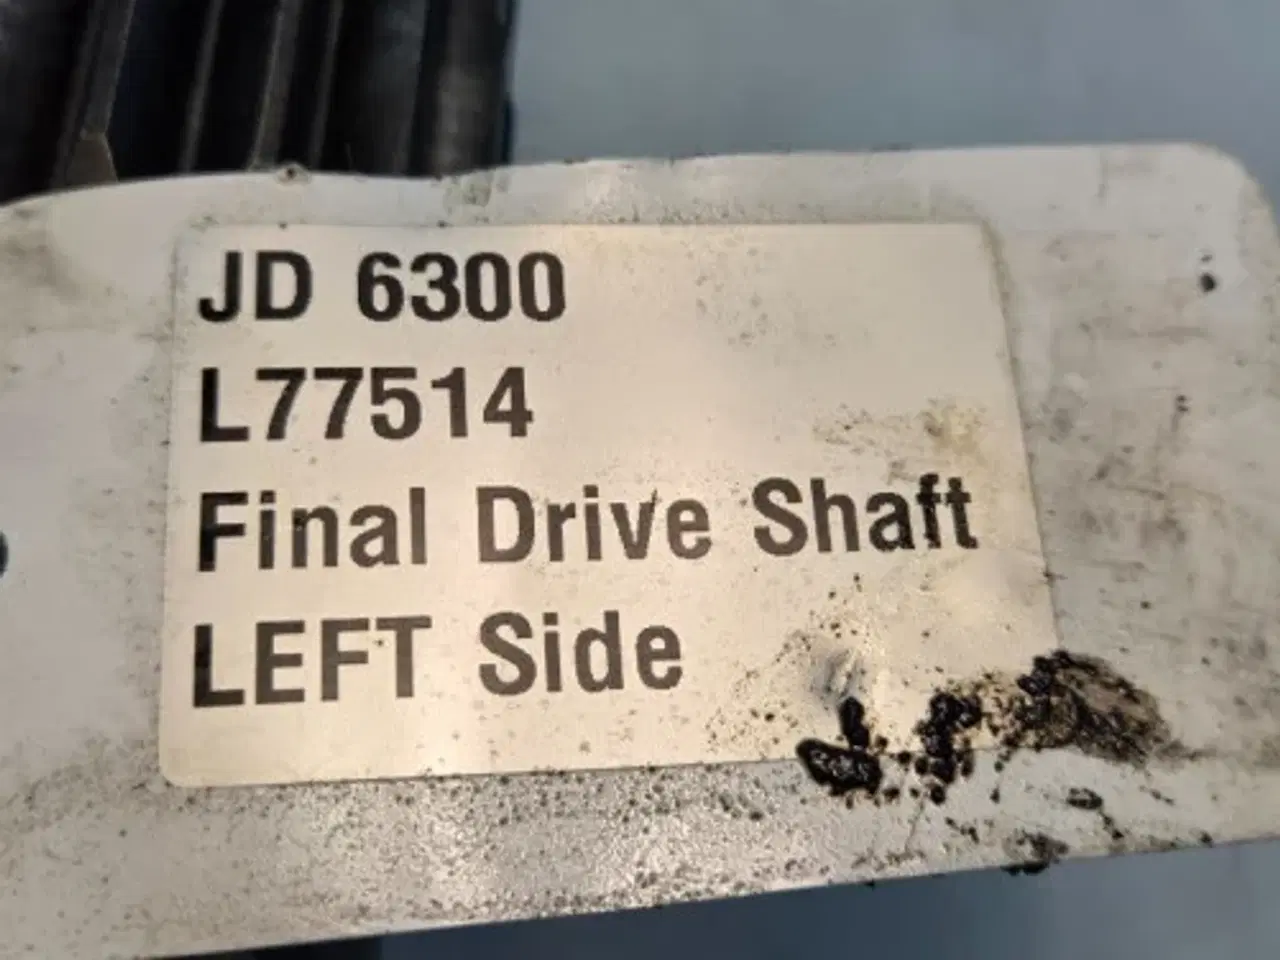 JD 6300
L77514
Final Drive Shaft
LEFT Side